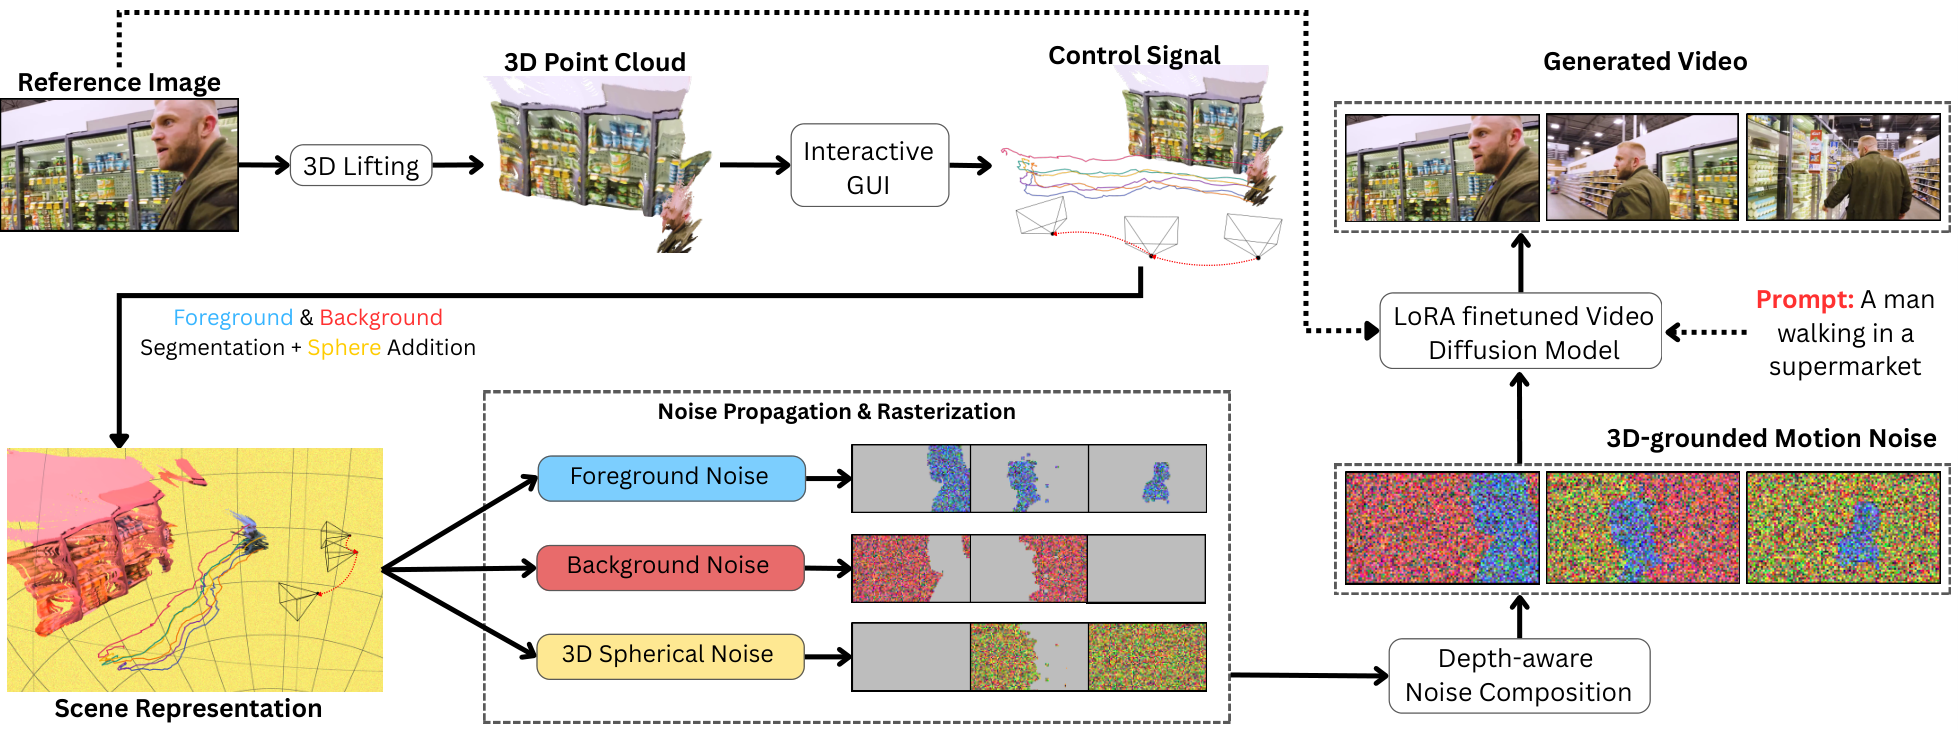 Reference Image
3D Lifting
3D Point Cloud
Interactive
GUI
Control Signal
Foreground & Background
Segmentation + Sphere Addition
Scene Representation
Noise Propagation & Rasterization
Foreground Noise
Background Noise
3D Spherical Noise
Depth-aware
Noise Composition
3D-grounded Motion Noise
LoRA finetuned Video
Diffusion Model
Prompt: A man
walking in a
supermarket
Generated Video